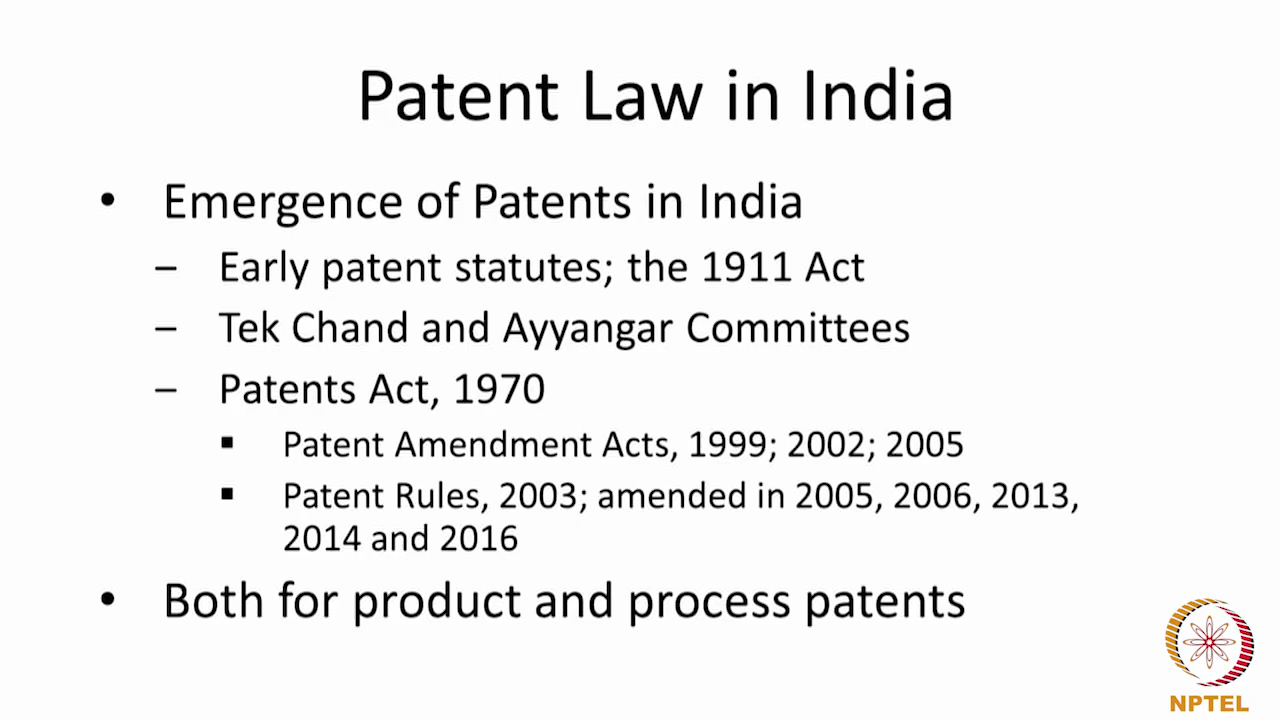 Patent Law in India
• Emergence of Patents in India
– Early patent statutes; the 1911 Act
– Tek Chand and Ayyangar Committees
– Patents Act, 1970
▪ Patent Amendment Acts, 1999; 2002; 2005
▪ Patent Rules, 2003; amended in 2005, 2006, 2013,
2014 and 2016
• Both for product and process patents
NPTEL